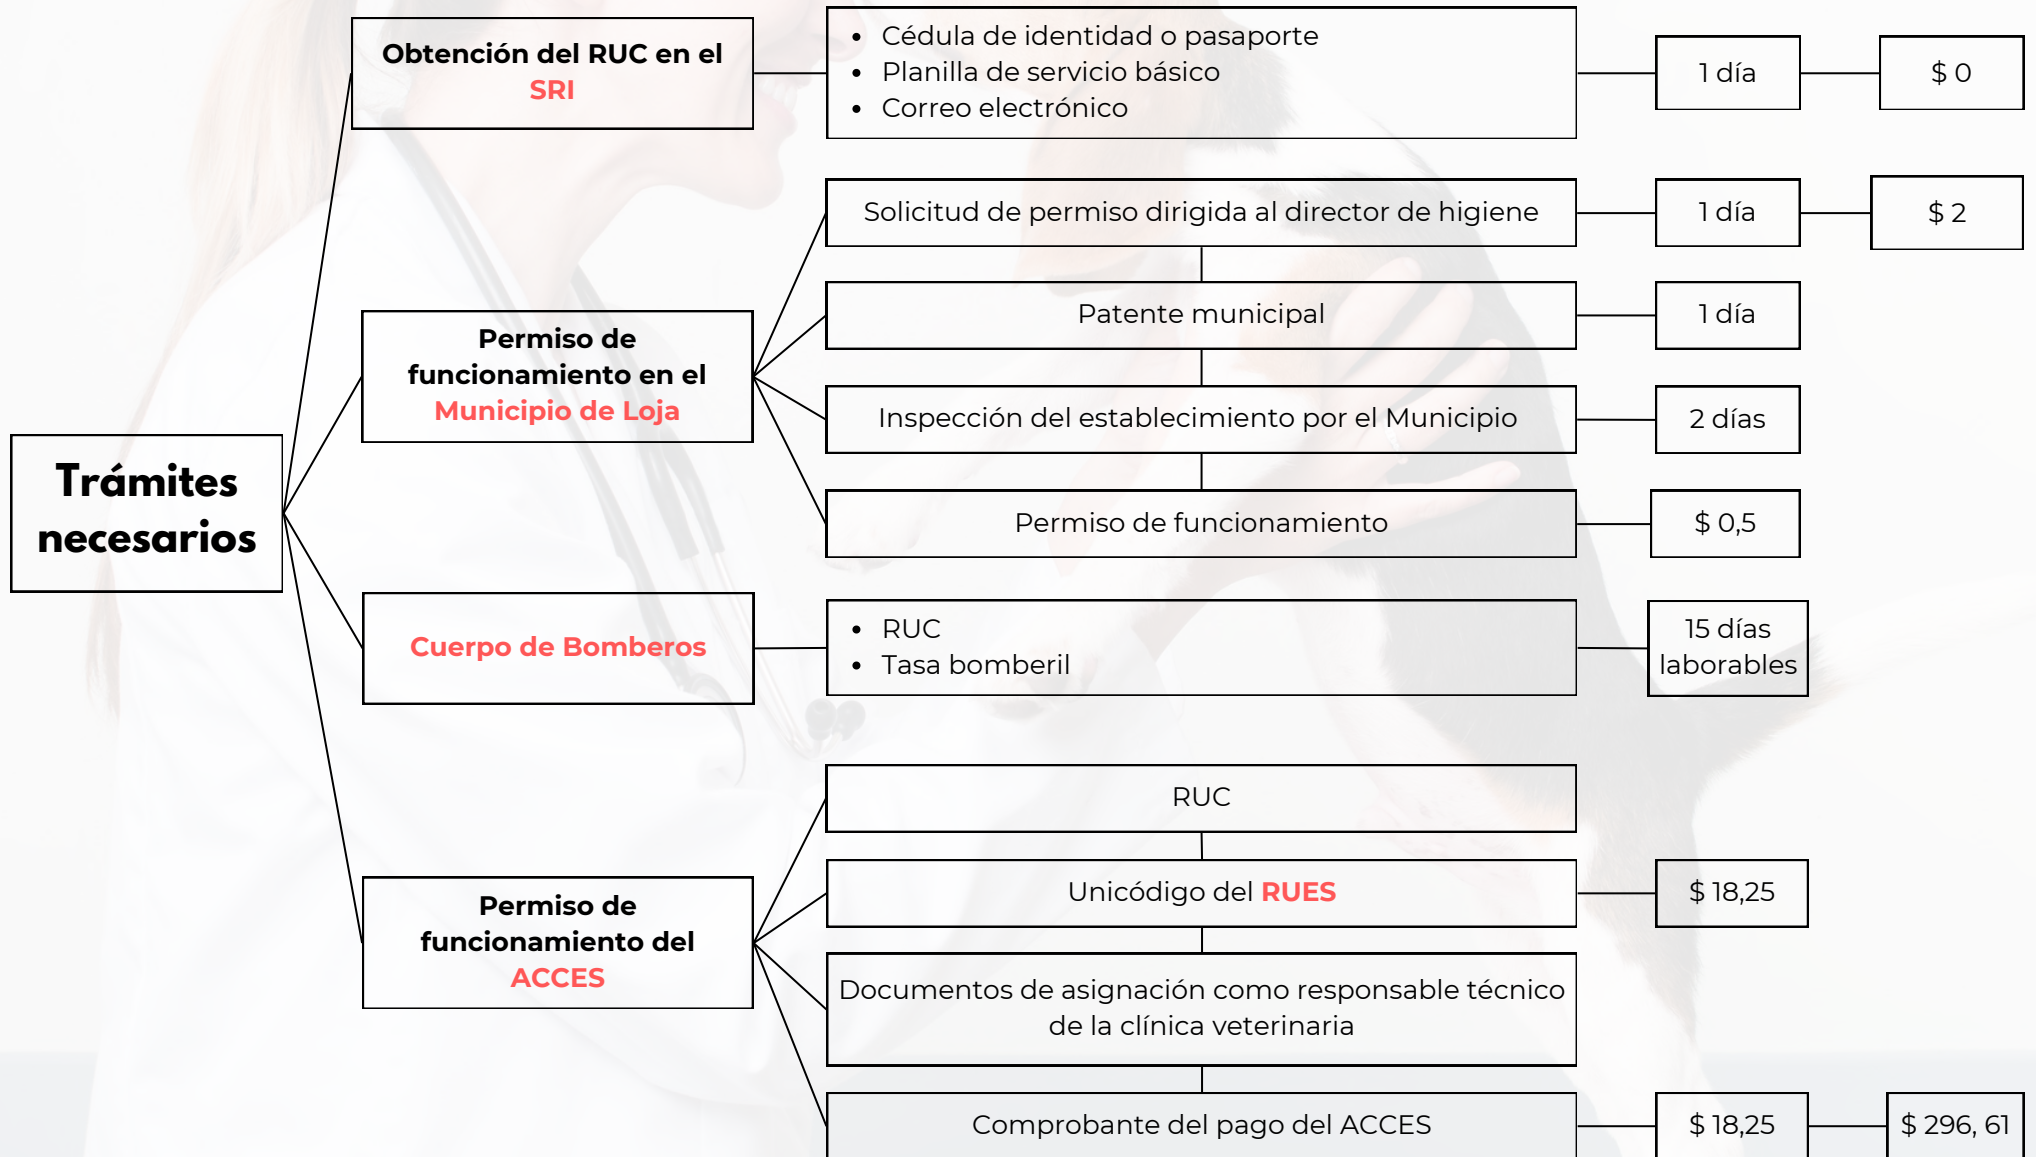 Trámites
necesarios
Obtención del RUC en el
SRI
• Cédula de identidad o pasaporte
• Planilla de servicio básico
• Correo electrónico
1 día
$ 0
Permiso de
funcionamiento en el
Municipio de Loja
Solicitud de permiso dirigida al director de higiene
1 día
$ 2
Patente municipal
1 día
Inspección del establecimiento por el Municipio
2 días
Permiso de funcionamiento
$ 0,5
Cuerpo de Bomberos
• RUC
• Tasa bomberil
15 días
laborables
Permiso de
funcionamiento del
ACCES
RUC
Unicódigo del RUES
$ 18,25
Documentos de asignación como responsable técnico
de la clínica veterinaria
Comprobante del pago del ACCES
$ 18,25
$ 296, 61